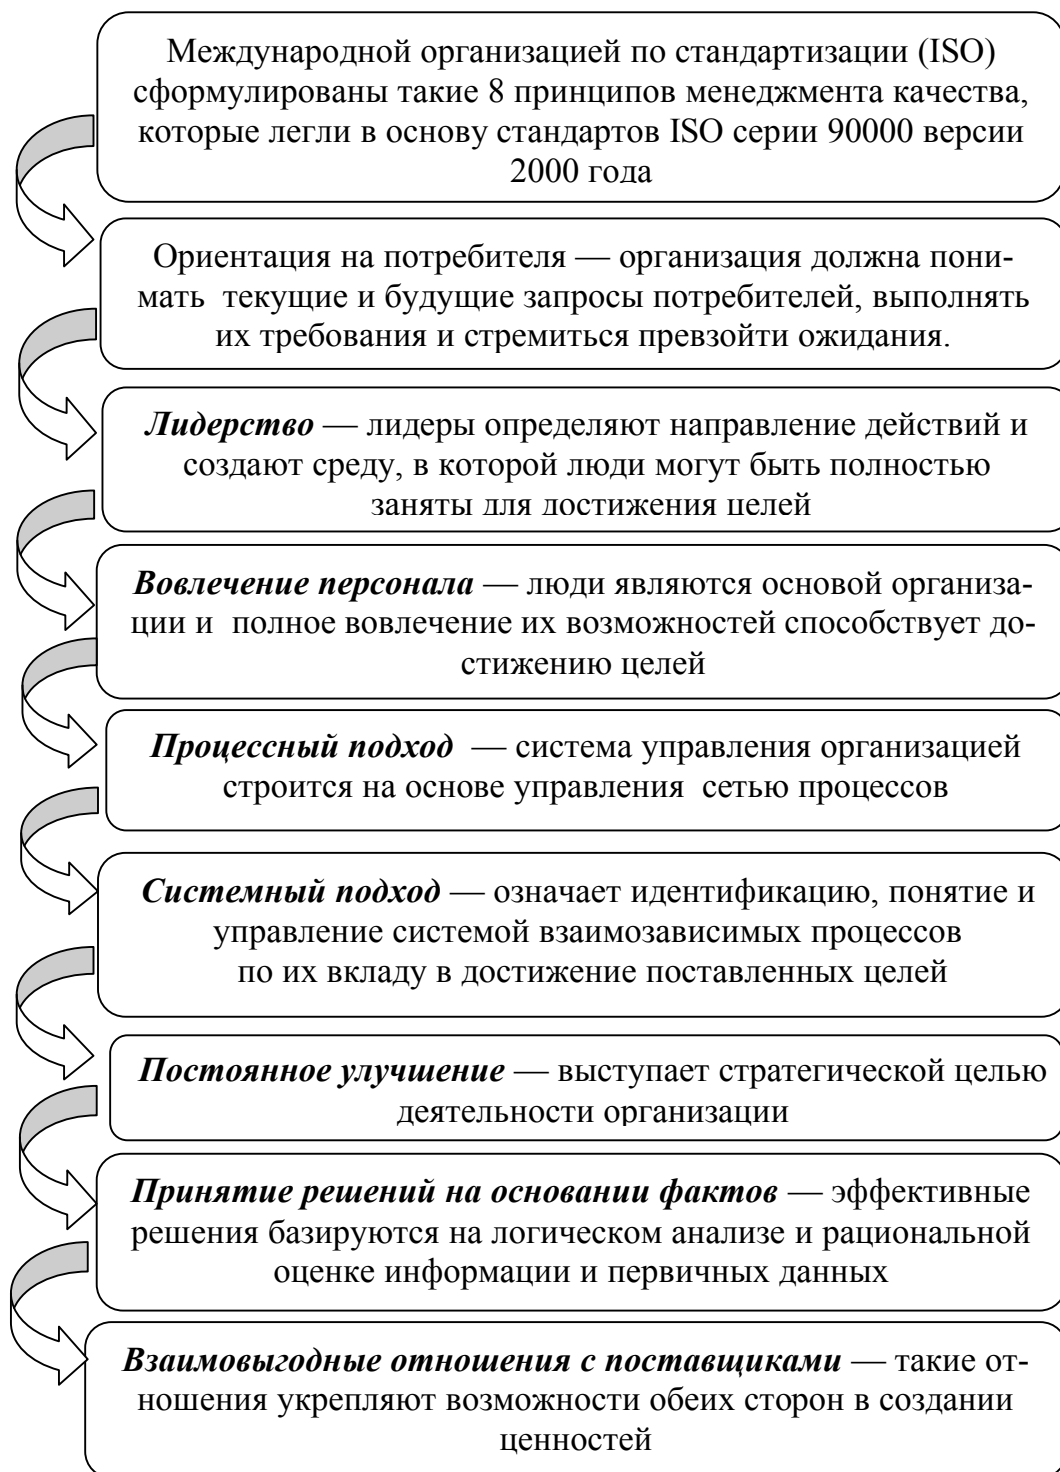 Международной организацией по стандартизации (ISO)
сформулированы такие 8 принципов менеджмента качества,
которые легли в основу стандартов ISO серии 90000 версии
2000 года
Ориентация на потребителя — организация должна пони-
мать текущие и будущие запросы потребителей, выполнять
их требования и стремиться превзойти ожидания.
Лидерство — лидеры определяют направление действий и
создают среду, в которой люди могут быть полностью
заняты для достижения целей
Вовлечение персонала — люди являются основой организа-
ции и полное вовлечение их возможностей способствует до-
стижению целей
Процессный подход — система управления организацией
строится на основе управления сетью процессов
Системный подход — означает идентификацию, понятие и
управление системой взаимозависимых процессов
по их вкладу в достижение поставленных целей
Постоянное улучшение — выступает стратегической целью
деятельности организации
Принятие решений на основании фактов — эффективные
решения базируются на логическом анализе и рациональной
оценке информации и первичных данных
Взаимовыгодные отношения с поставщиками — такие от-
ношения укрепляют возможности обеих сторон в создании
ценностей